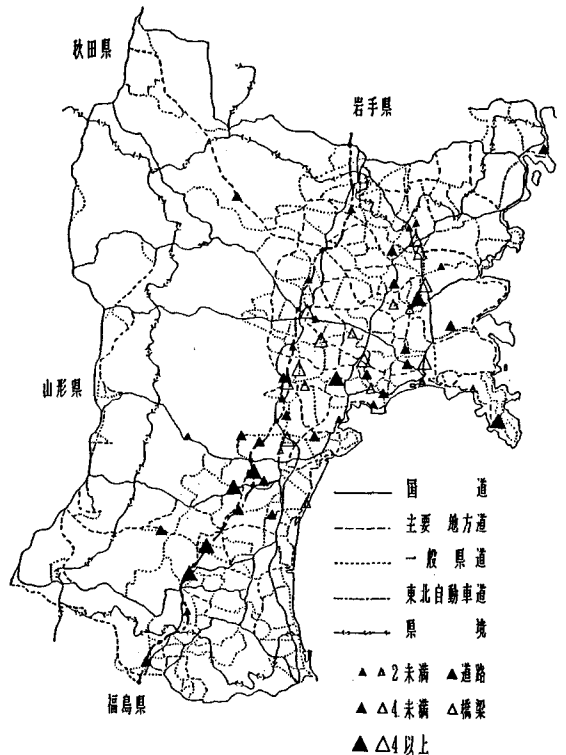 秋田県
岩手県
山形県
福島県
国 道
主要 地方道
一般 県道
東北自動車道
県 境
▲ △ 2未満 ▲ 道路
▲ △ 4.未満 △ 橋梁
▲ △ 4以上